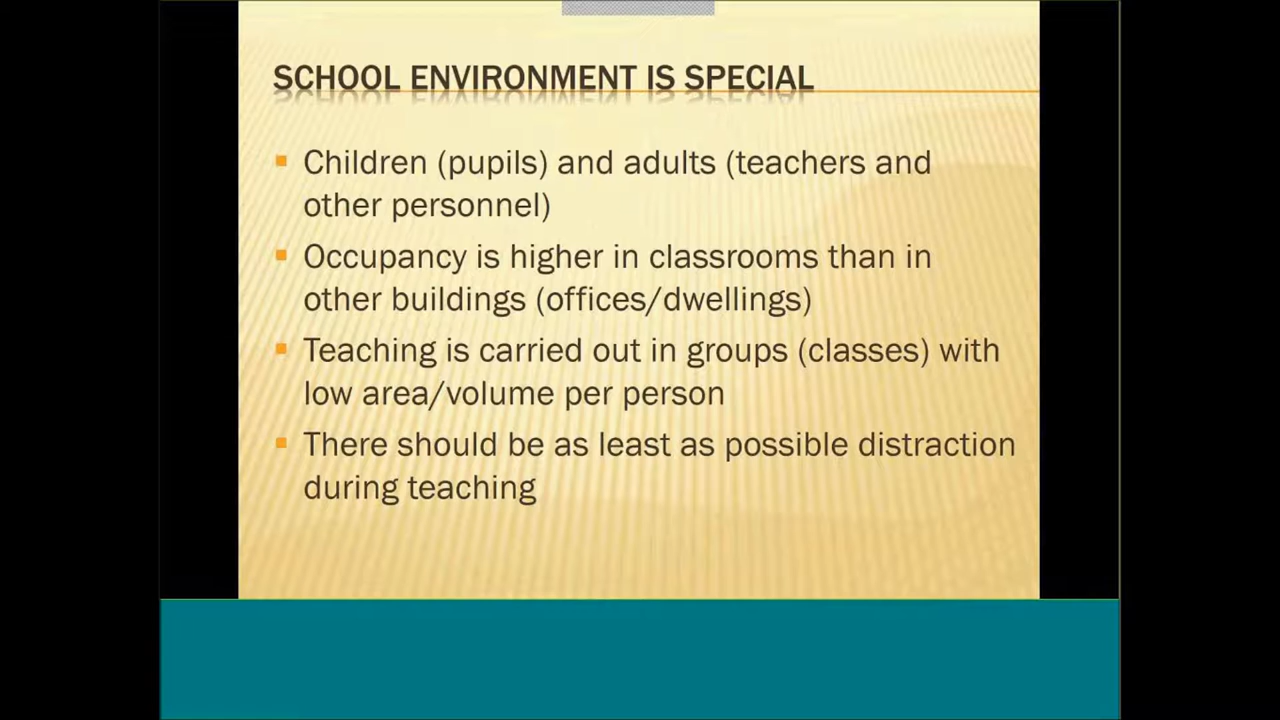 SCHOOL ENVIRONMENT IS SPECIAL
Children (pupils) and adults (teachers and
other personnel)
Occupancy is higher in classrooms than in
other buildings (offices/dwellings)
Teaching is carried out in groups (classes) with
low area/volume per person
There should be as least as possible distraction
during teaching